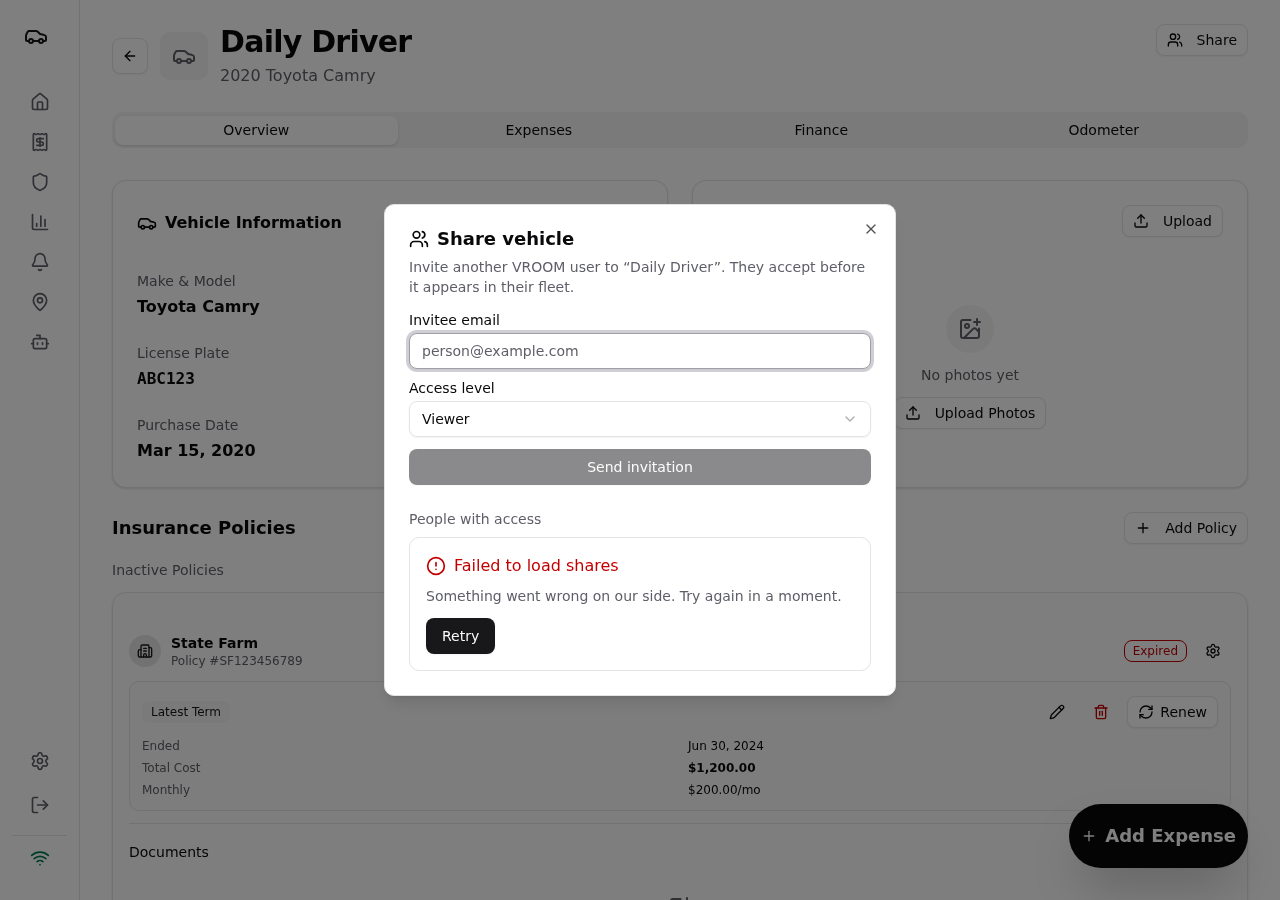 Daily Driver
2020 Toyota Camry
Share
Overview
Expenses
Finance
Odometer
Vehicle Information
Upload
Make & Model
Toyota Camry
License Plate
ABC123
Purchase Date
Mar 15, 2020
No photos yet
Upload Photos
Share vehicle
Invite another VROOM user to “Daily Driver”. They accept before
it appears in their fleet.
Invitee email
person@example.com
Access level
Viewer
Send invitation
People with access
Failed to load shares
Something went wrong on our side. Try again in a moment.
Retry
Insurance Policies
Add Policy
Inactive Policies
State Farm
Policy #SF123456789
Expired
Latest Term
Renew
Ended
Jun 30, 2024
Total Cost
$1,200.00
Monthly
$200.00/mo
Add Expense
Documents